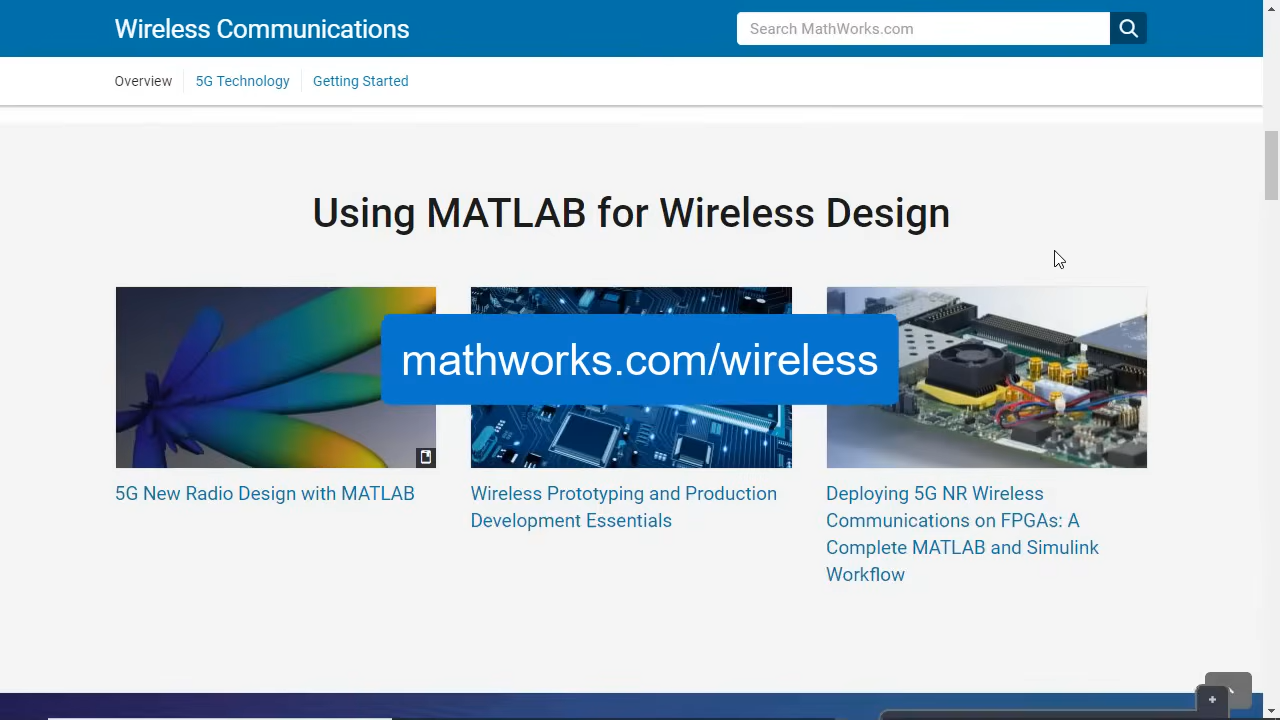 Wireless Communications
Search MathWorks.com
Overview
5G Technology
Getting Started
Using MATLAB for Wireless Design
mathworks.com/wireless
5G New Radio Design with MATLAB
Wireless Prototyping and Production
Development Essentials
Deploying 5G NR Wireless
Communications on FPGAs: A
Complete MATLAB and Simulink
Workflow